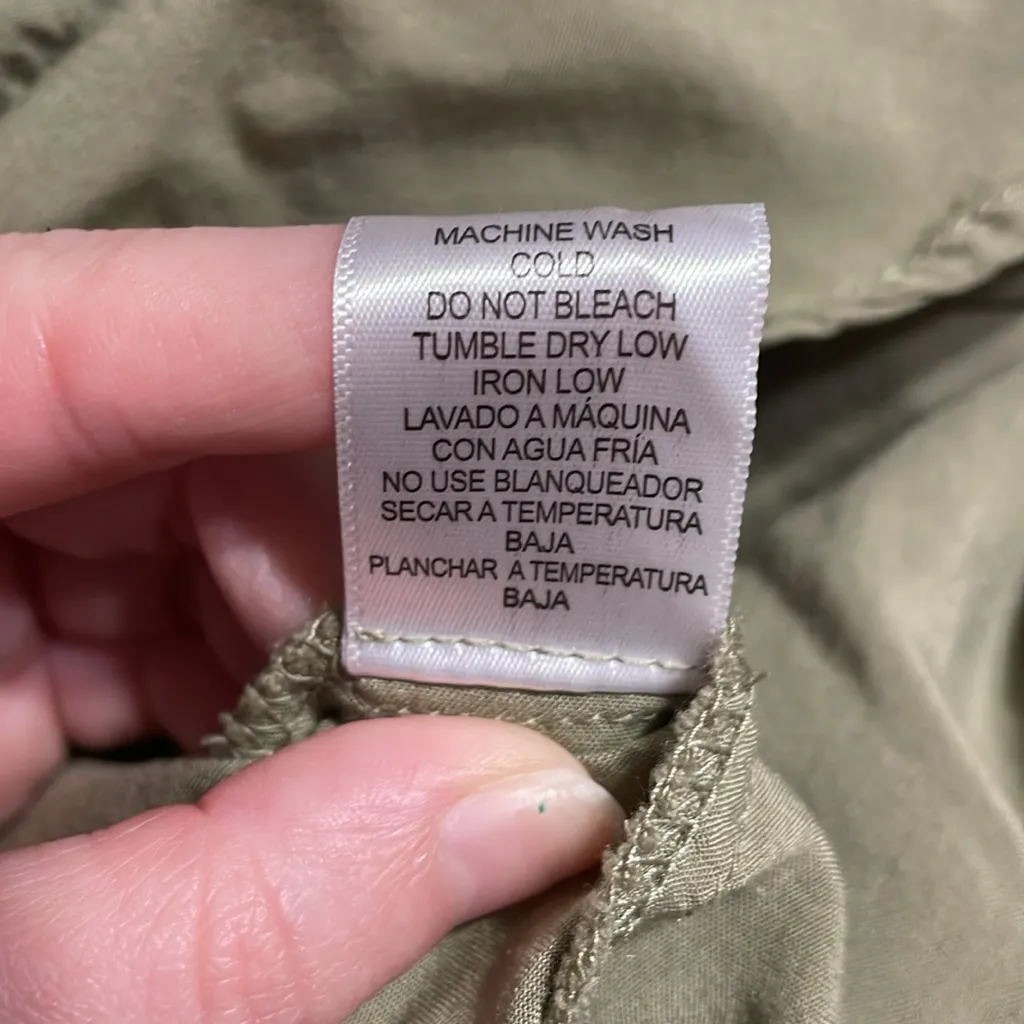 MACHINE WASH
COLD
DO NOT BLEACH
TUMBLE DRY LOW
IRON LOW
LAVADO A MÁQUINA
CON AGUA FRÍA
NO USE BLANQUEADOR
SECAR A TEMPERATURA
BAJA
PLANCHAR A TEMPERATURA
BAJA